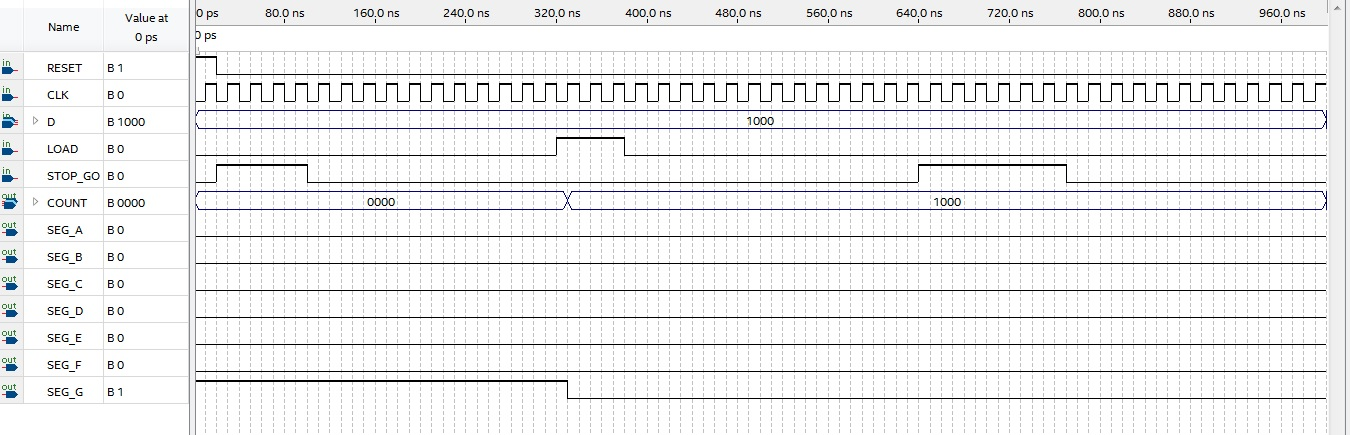 Name Value at 0 ps 0 ps 80.0 ns 160.0 ns 240.0 ns 320.0 ns 400.0 ns 480.0 ns 560.0 ns 640.0 ns 720.0 ns 800.0 ns 880.0 ns 960.0 ns
0 ps
in RESET B 1
in CLK B 0
in D B 1000 1000
in LOAD B 0
in STOP_GO B 0
out COUNT B 0000 0000 1000
out SEG_A B 0
out SEG_B B 0
out SEG_C B 0
out SEG_D B 0
out SEG_E B 0
out SEG_F B 0
out SEG_G B 1